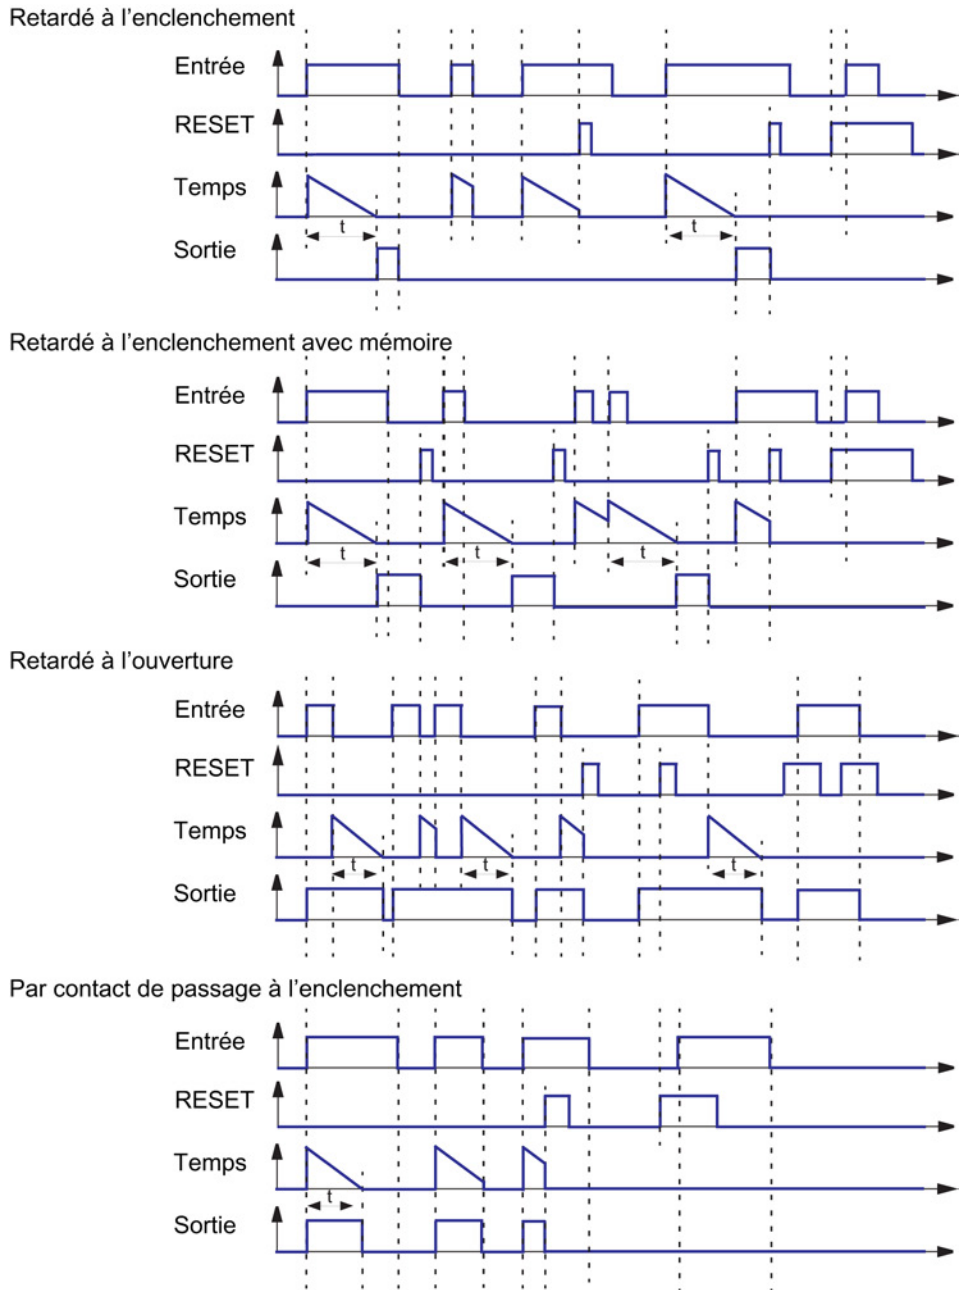 Retardé à l'enclenchement
Entrée
RESET
Temps
t
t
Sortie
Retardé à l'enclenchement avec mémoire
Entrée
RESET
Temps
t
t
t
Sortie
Retardé à l'ouverture
Entrée
RESET
Temps
t
t
t
Sortie
Par contact de passage à l'enclenchement
Entrée
RESET
Temps
t
Sortie